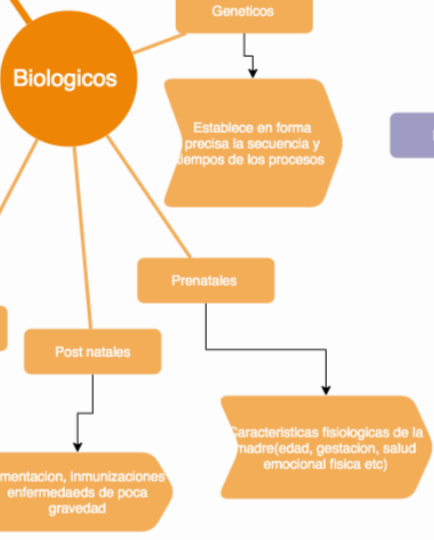 Geneticos
Biologicos
Establece en forma
precisa la secuencia y
tiempos de los procesos
Prenatales
Post natales
Caracteristicas fisiologicas de la
madre(edad, gestacion, salud
emocional fisica etc)
mentacion, inmunizaciones
enfermedaeds de poca
gravedad